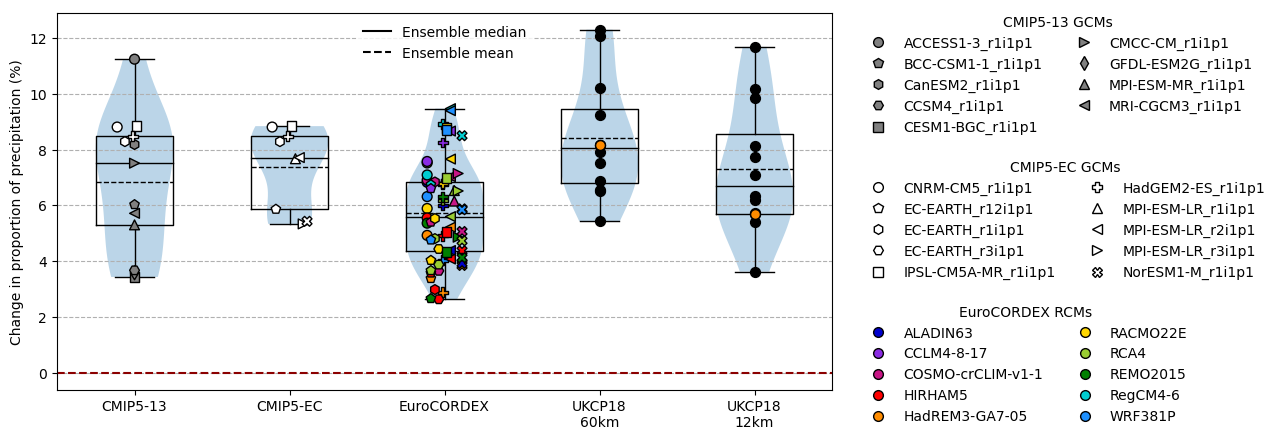 Change in proportion of precipitation (%)
12
10
8
6
4
2
0
Ensemble median
Ensemble mean
CMIP5-13
CMIP5-EC
EuroCORDEX
UKCP18
60km
UKCP18
12km
CMIP5-13 GCMs
ACCESS1-3_r1i1p1
BCC-CSM1-1_r1i1p1
CanESM2_r1i1p1
CCSM4_r1i1p1
CESM1-BGC_r1i1p1
CMCC-CM_r1i1p1
GFDL-ESM2G_r1i1p1
MPI-ESM-MR_r1i1p1
MRI-CGCM3_r1i1p1
CMIP5-EC GCMs
CNRM-CM5_r1i1p1
EC-EARTH_r12i1p1
EC-EARTH_r1i1p1
EC-EARTH_r3i1p1
IPSL-CM5A-MR_r1i1p1
HadGEM2-ES_r1i1p1
MPI-ESM-LR_r1i1p1
MPI-ESM-LR_r2i1p1
MPI-ESM-LR_r3i1p1
NorESM1-M_r1i1p1
EuroCORDEX RCMs
ALADIN63
CCLM4-8-17
COSMO-crCLIM-v1-1
HIRHAM5
HadREM3-GA7-05
RACMO22E
RCA4
REMO2015
RegCM4-6
WRF381P